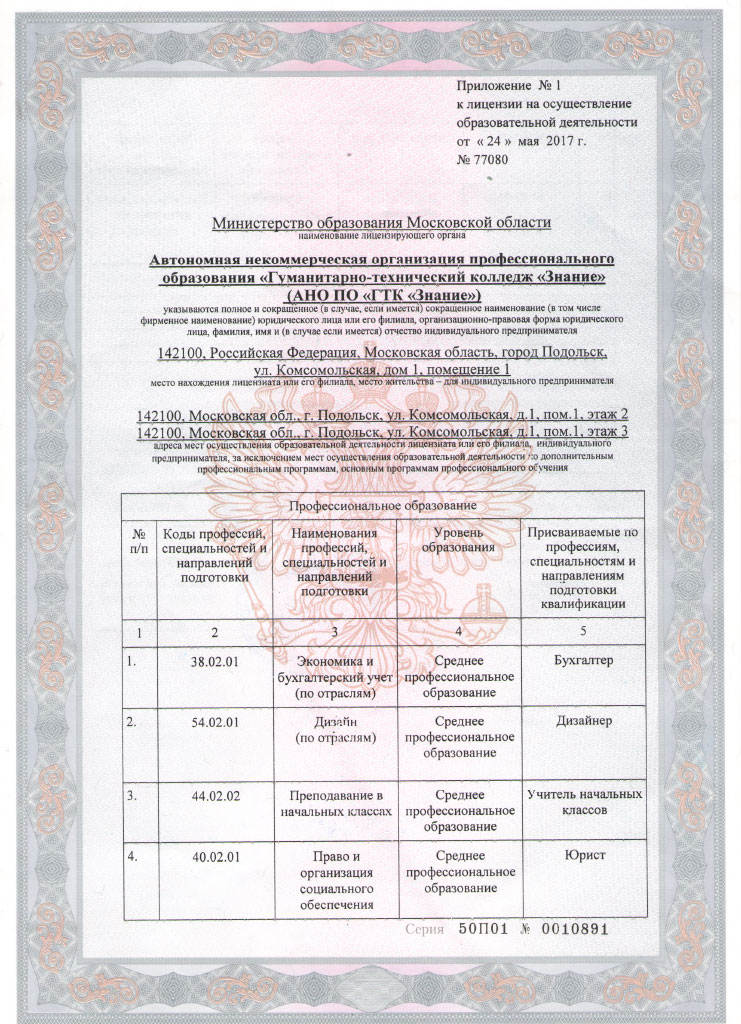 Приложение № 1
к лицензии на осуществление
образовательной деятельности
от « 24 » мая 2017 г.
№ 77080
Министерство образования Московской области
наименование лицензирующего органа
Автономная некоммерческая организация профессионального
образования «Гуманитарно-технический колледж «Знание»
(АНО ПО «ГТК «Знание»)
указываются полное и сокращенное (в случае, если имеется) сокращенное наименование (в том числе
фирменное наименование) юридического лица или его филиала, организационно-правовая форма юридического
лица, фамилия, имя и (в случае если имеется) отчество индивидуального предпринимателя
142100, Российская Федерация, Московская область, город Подольск,
ул. Комсомольская, дом 1, помещение 1
место нахождения лицензиата или его филиала, место жительства – для индивидуального предпринимателя
142100, Московская обл., г. Подольск, ул. Комсомольская, д.1, пом.1, этаж 2
142100, Московская обл., г. Подольск, ул. Комсомольская, д.1, пом.1, этаж 3
адреса мест осуществления образовательной деятельности лицензиата или его филиала, индивидуального
предпринимателя, за исключением мест осуществления образовательной деятельности по дополнительным
профессиональным программам, основным программам профессионального обучения
Профессиональное образование
№ п/п
Коды профессий,
специальностей и
направлений
подготовки
Наименования
профессий,
специальностей и
направлений
подготовки
Уровень
образования
Присваиваемые по
профессиям,
специальностям и
направлениям
подготовки
квалификации
1 2 3 4 5
1. 38.02.01
Экономика и
бухгалтерский учет
(по отраслям)
Среднее
профессиональное
образование
Бухгалтер
2. 54.02.01
Дизайн
(по отраслям)
Среднее
профессиональное
образование
Дизайнер
3. 44.02.02
Преподавание в
начальных классах
Среднее
профессиональное
образование
Учитель начальных
классов
4. 40.02.01
Право и
организация
социального
обеспечения
Среднее
профессиональное
образование
Юрист
Серия 50П01 № 0010891